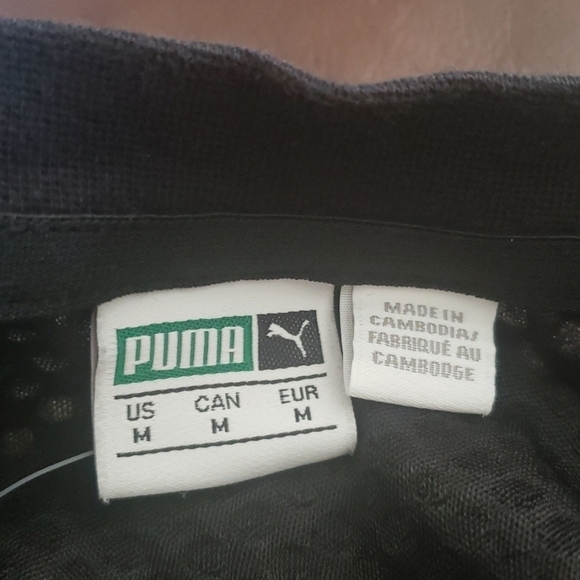 PUMA
US CAN EUR
M M M
MADE IN
CAMBODIA/
FABRIQUÉ AU
CAMBODGE